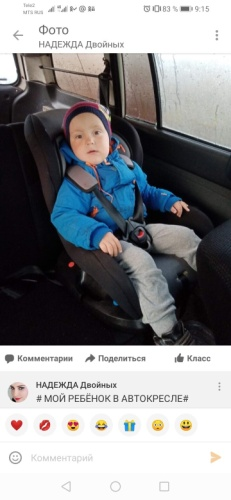 Tele2
MTS RUS
83 %
9:15
Фото
НАДЕЖДА Двойных
Комментарии
Поделиться
Класс
НАДЕЖДА Двойных
# МОЙ РЕБЁНОК В АВТОКРЕСЛЕ#
Комментарий